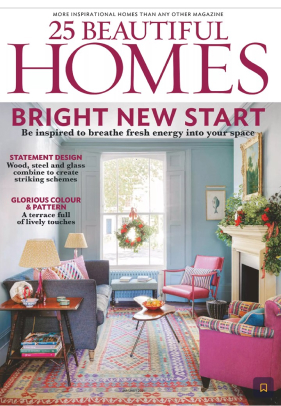 MORE INSPIRATIONAL HOMES THAN ANY OTHER MAGAZINE
25 BEAUTIFUL
HOMES
BRIGHT NEW START
Be inspired to breathe fresh energy into your space
STATEMENT DESIGN
Wood, steel and glass
combine to create
striking schemes
GLORIOUS COLOUR
& PATTERN
A terrace full
of lively touches